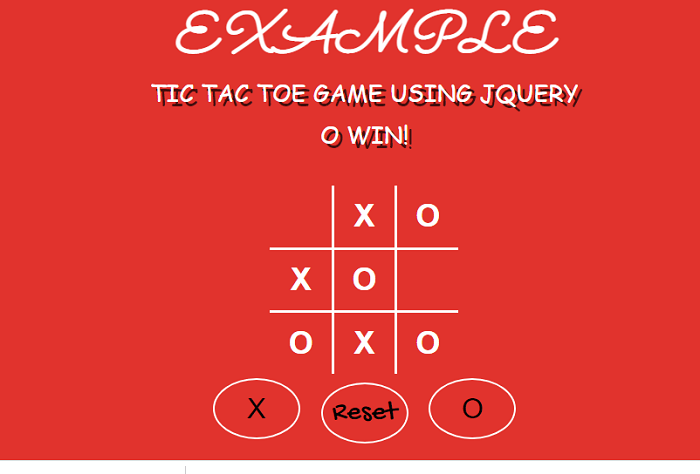 EXAMPLE
TIC TAC TOE GAME USING JQUERY
O WIN!
X O
X O
O X O
X Reset O